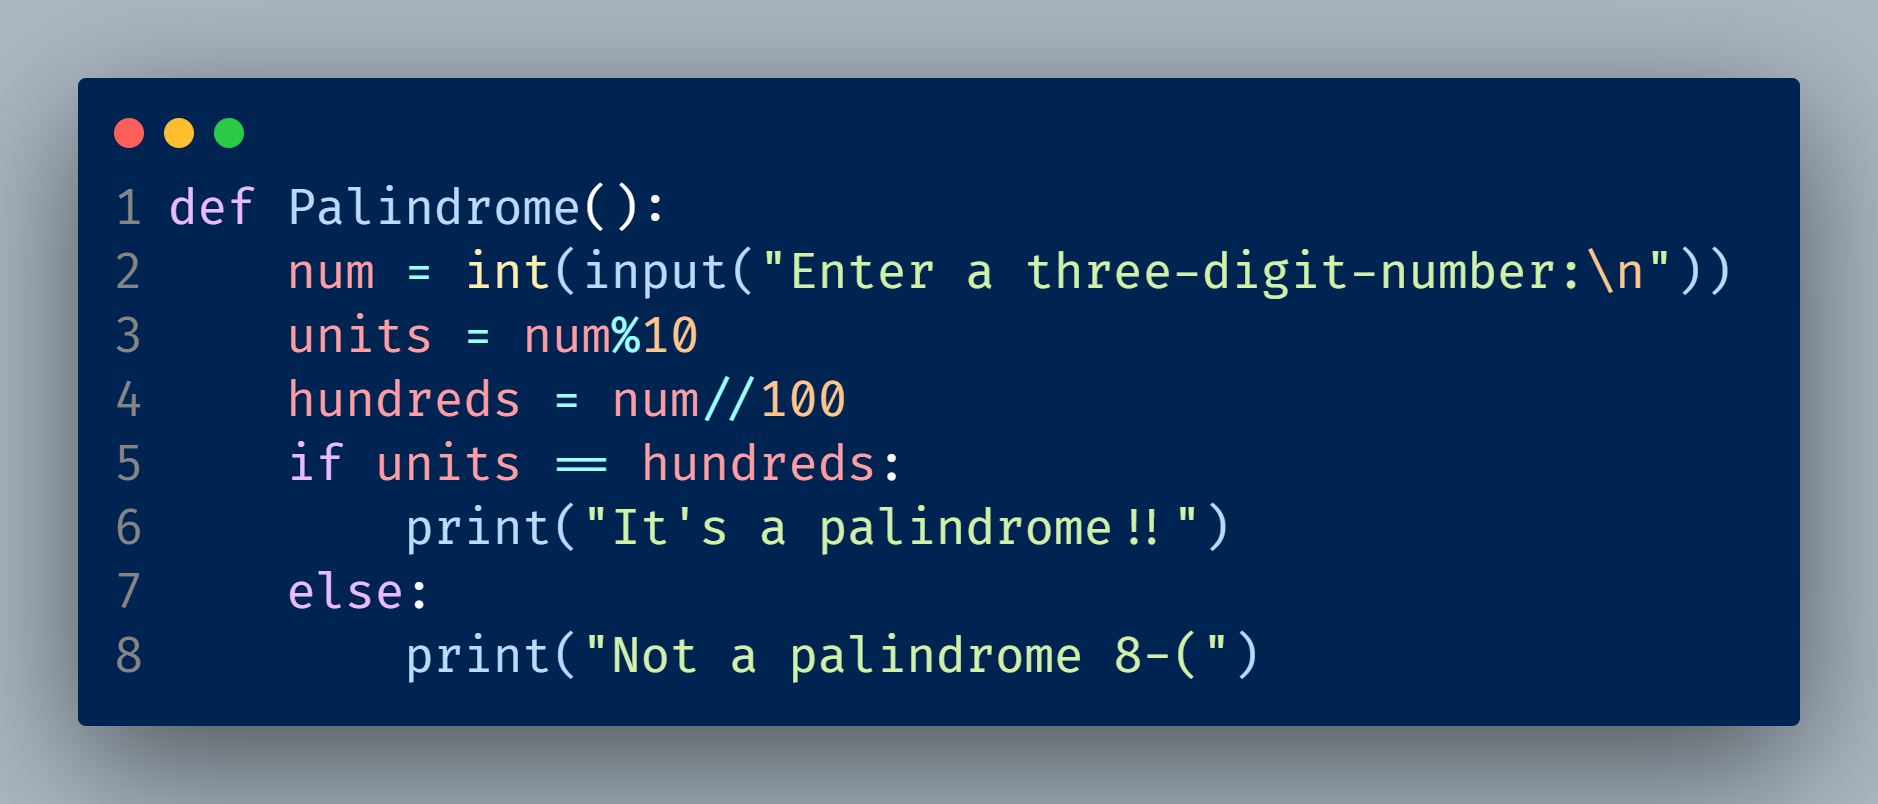 1 def Palindrome():
2     num = int(input("Enter a three-digit-number:\n"))
3     units = num%10
4     hundreds = num//100
5     if units == hundreds:
6         print("It's a palindrome!!")
7     else:
8         print("Not a palindrome 8-(")